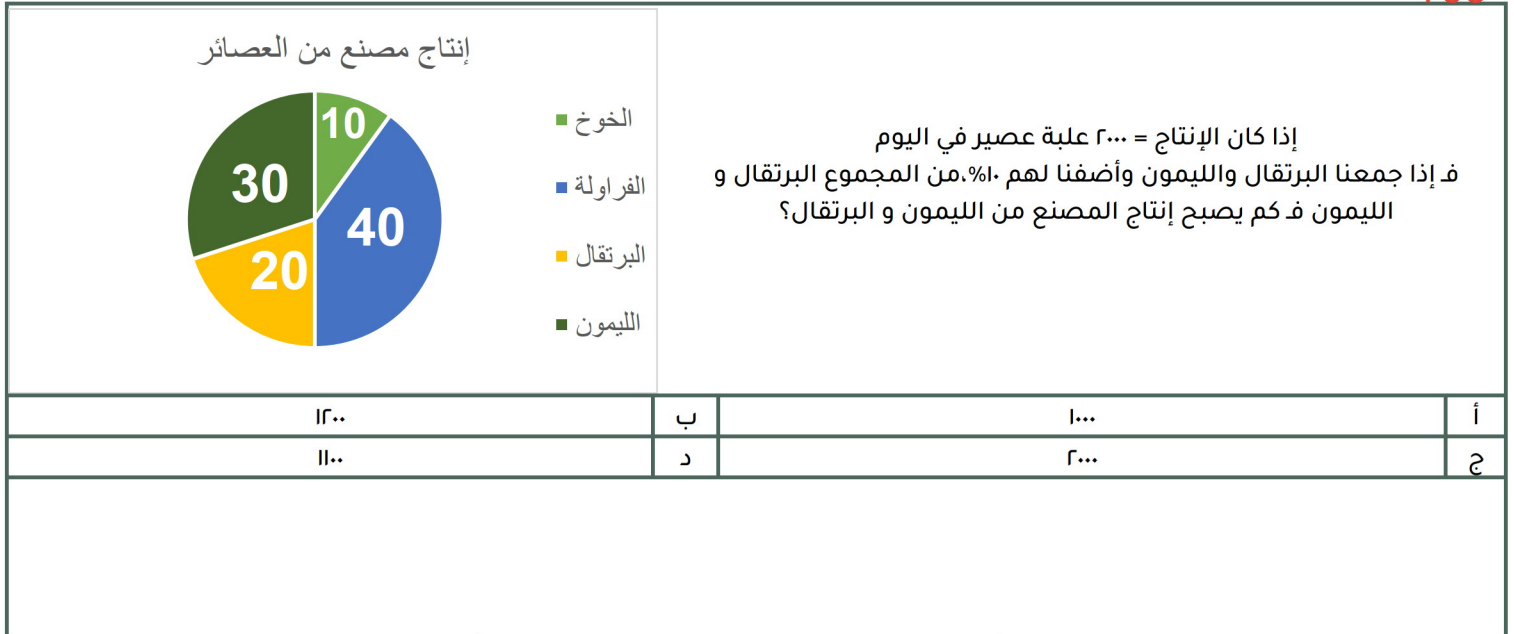 إذا كان الإنتاج = ٢٠٠٠ علبة عصير في اليوم
فـ إذا جمعنا البرتقال والليمون وأضفنا لهم ١٠%،من المجموع البرتقال و
الليمون فـ كم يصبح إنتاج المصنع من الليمون و البرتقال؟
إنتاج مصنع من العصائر
10
40
20
30
الخوخ
الفراولة
البرتقال
الليمون
أ ١٠٠٠ ب ١٢٠٠
ج ٢٠٠٠ د ١١٠٠